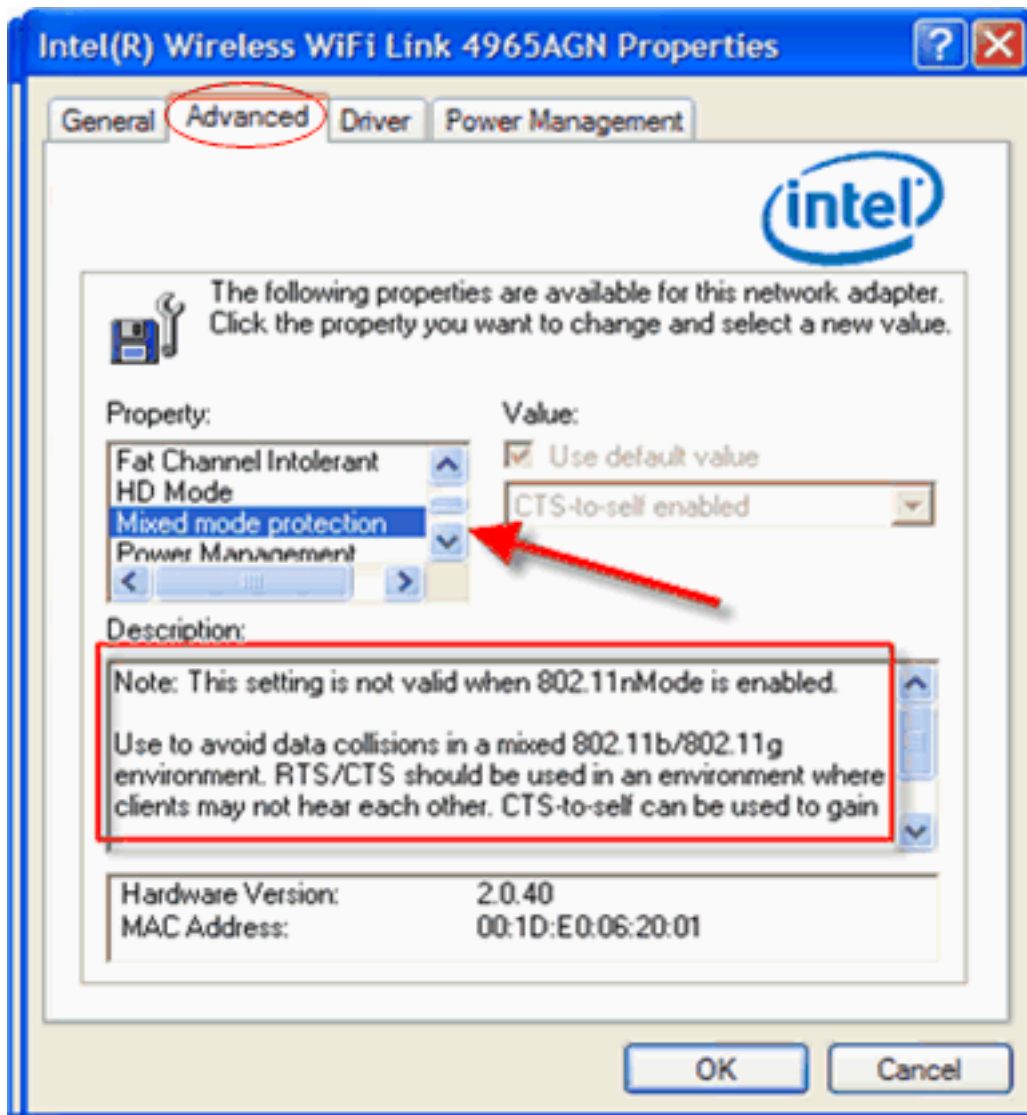 Intel(R) Wireless WiFi Link 4965AGN Properties
General Advanced Driver Power Management
intel
The following properties are available for this network adapter.
Click the property you want to change and select a new value.
Property:
Value:
Fat Channel Intolerant
HD Mode
Mixed mode protection
Power Management
Use default value
CTS-to-self enabled
Description:
Note: This setting is not valid when 802.11nMode is enabled.
Use to avoid data collisions in a mixed 802.11b/802.11g
environment. RTS/CTS should be used in an environment where
clients may not hear each other. CTS-to-self can be used to gain
Hardware Version: 2.0.40
MAC Address: 00:1D:E0:06:20:01
OK Cancel